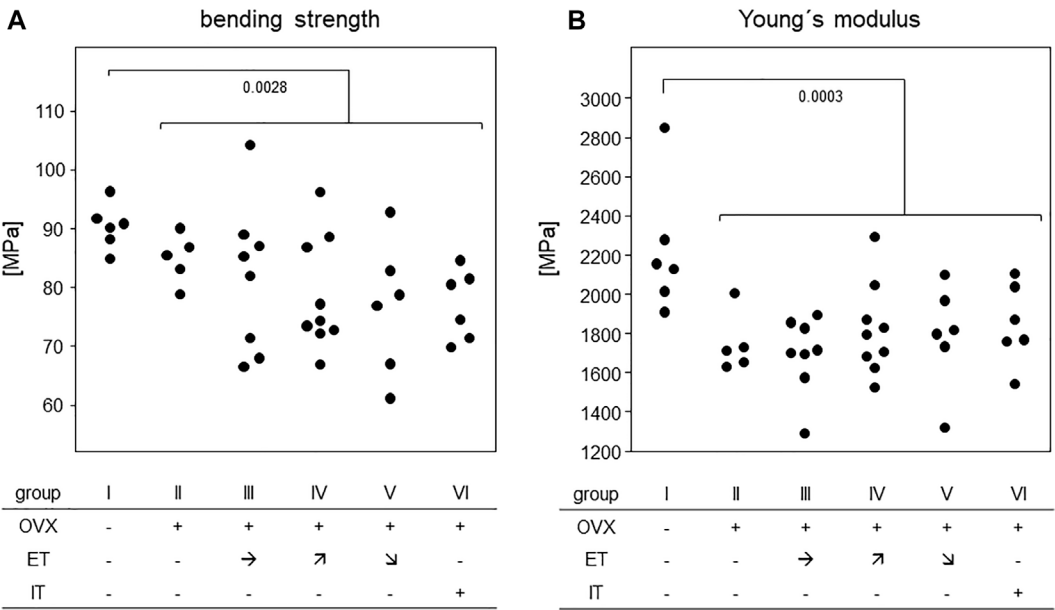 A bending strength
0.0028
[MPa]
110
100
90
80
70
60
group I II III IV V VI
OVX - + + + + +
ET - - → ↗ ↘ -
IT - - - - - +
B Young´s modulus
0.0003
[MPa]
3000
2800
2600
2400
2200
2000
1800
1600
1400
1200
group I II III IV V VI
OVX - + + + + +
ET - - → ↗ ↘ -
IT - - - - - +